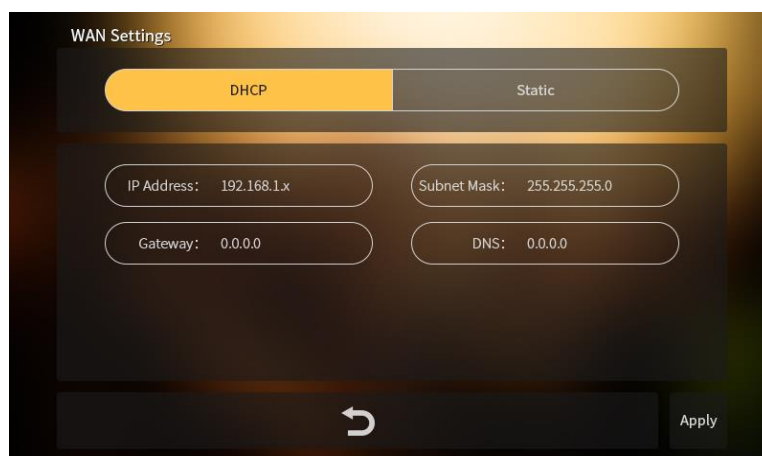 WAN Settings
DHCP Static
IP Address: 192.168.1.x Subnet Mask: 255.255.255.0
Gateway: 0.0.0.0 DNS: 0.0.0.0
Apply